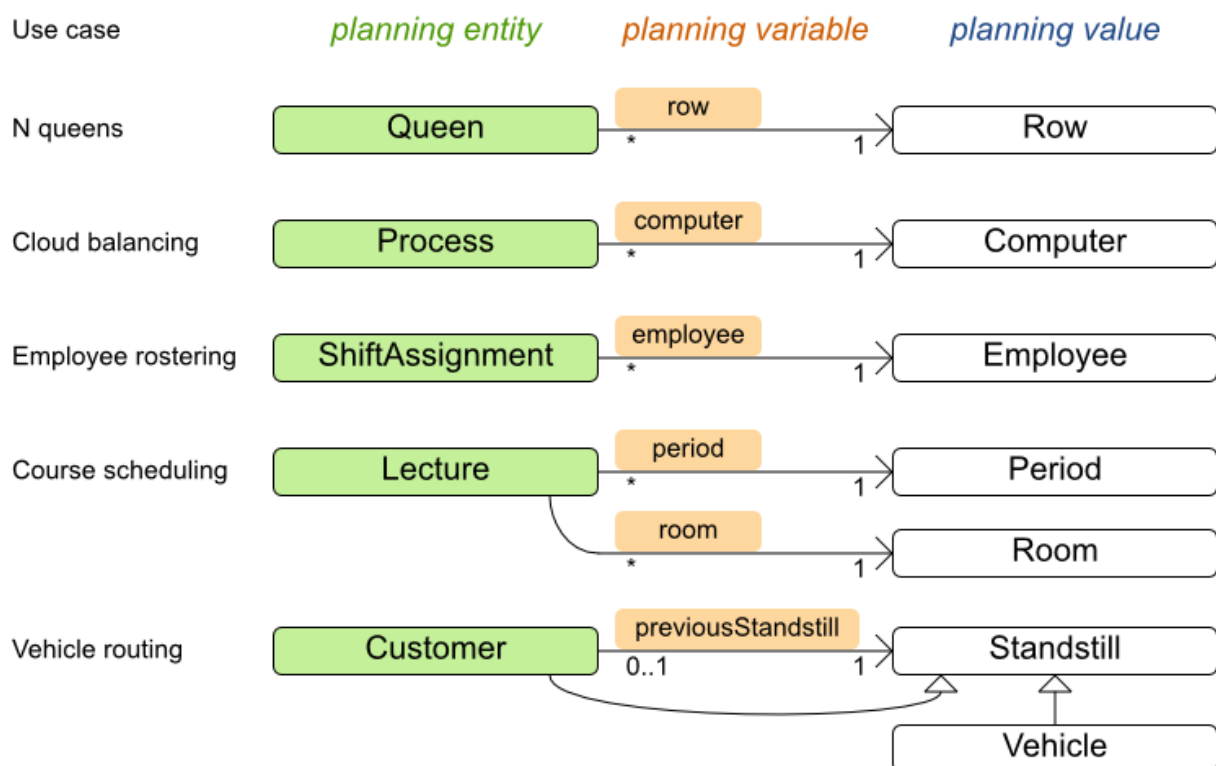 Use case planning entity planning variable planning value
row
N queens Queen Row
* 1
computer
Cloud balancing Process Computer
* 1
employee
Employee rostering ShiftAssignment Employee
* 1
period
Course scheduling Lecture Period
* 1
room
Room
* 1
previousStandstill
Vehicle routing Customer Standstill
0..1 1
Vehicle